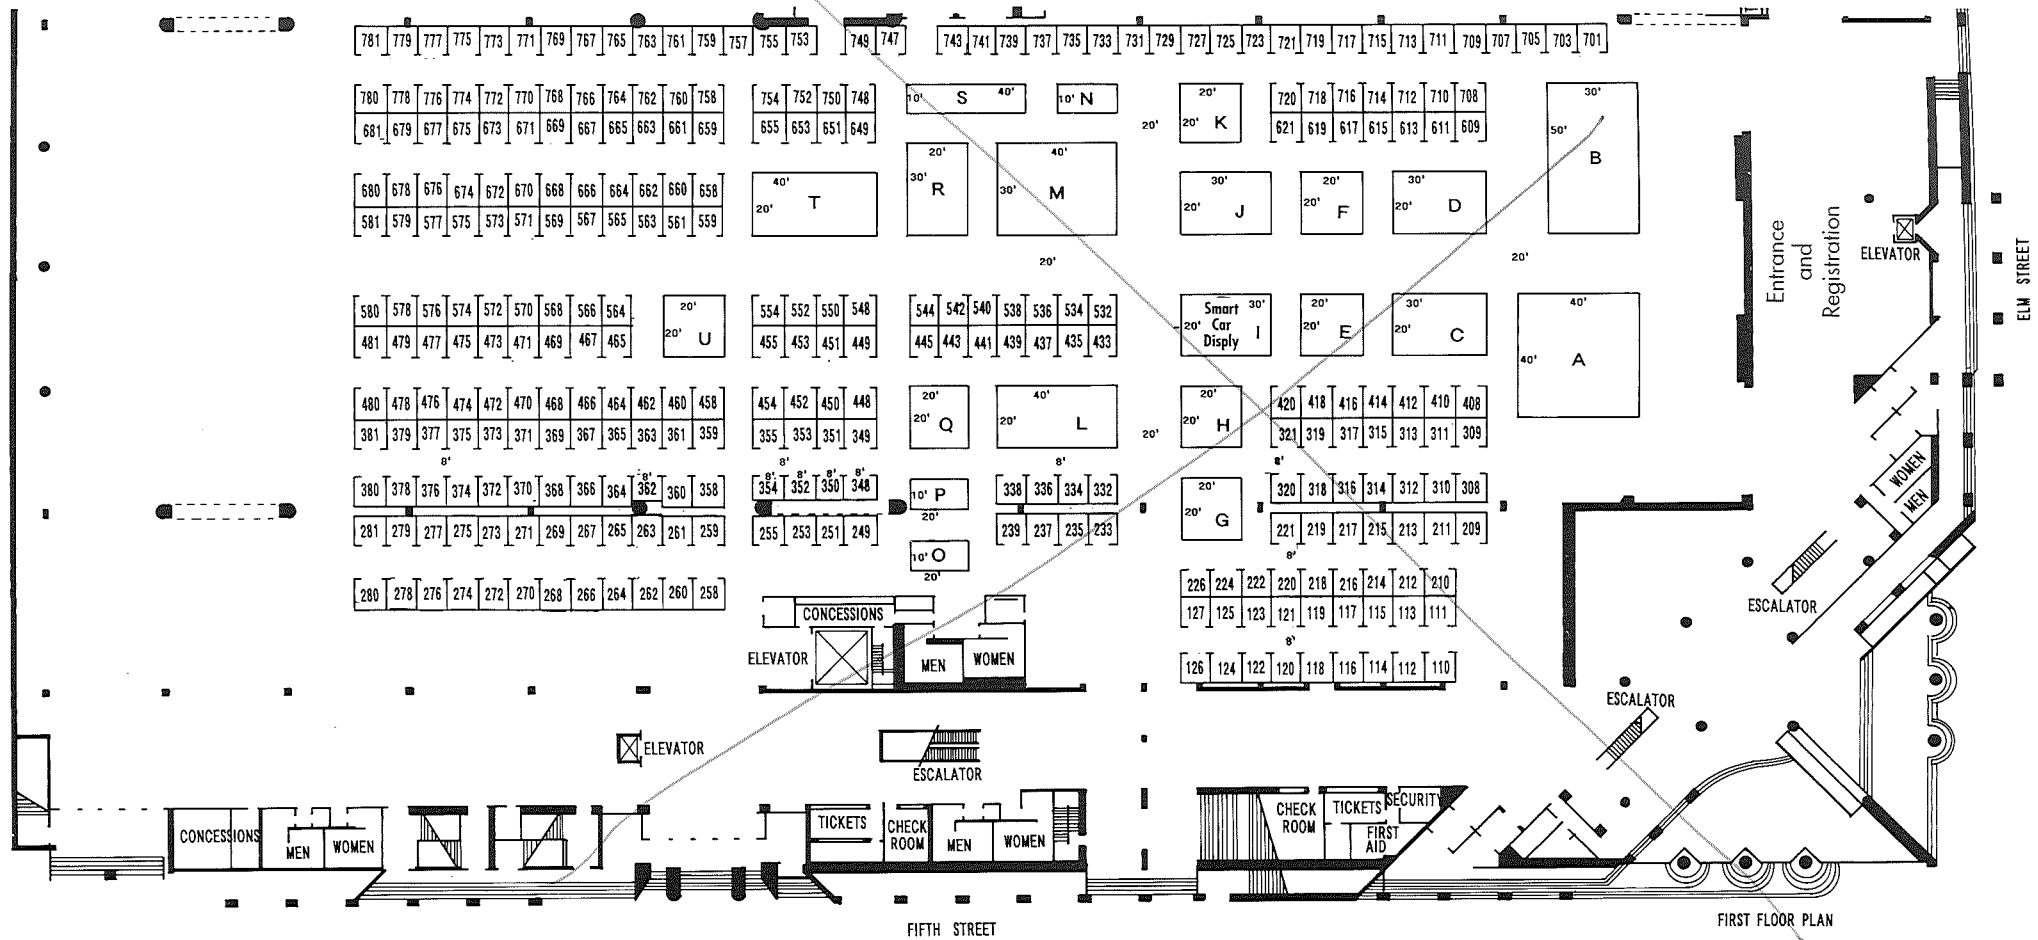 781 779 777 775 773 771 769 767 765 763 761 759 757 755 753 749 747 743 741 739 737 735 733 731 729 727 725 723 721 719 717 715 713 711 709 707 705 703 701
780 778 776 774 772 770 768 766 764 762 760 758 754 752 750 748 10' S 40' 10' N 20' 20' K 720 718 716 714 712 710 708 30'
681 679 677 675 673 671 669 667 665 663 661 659 655 653 651 649 20' 621 619 617 615 613 611 609 50' B
680 678 676 674 672 670 668 666 664 662 660 658 40' 20' T 20' 30' R 40' 30' M 30' 20' J 20' 20' F 30' 20' D
581 579 577 575 573 571 569 567 565 563 561 559
Entrance
and
Registration
ELEVATOR
ELM STREET
20' 20'
580 578 576 574 572 570 568 566 564 20' 20' U 554 552 550 548 544 542 540 538 536 534 532
Smart
Car
Disply
30' 20' I 20' 20' E 30' 20' C 40' 40' A
481 479 477 475 473 471 469 467 465 455 453 451 449 445 443 441 439 437 435 433
480 478 476 474 472 470 468 466 464 462 460 458 454 452 450 448 20' 20' Q 40' 20' L 20' 20' H 420 418 416 414 412 410 408
381 379 377 375 373 371 369 367 365 363 361 359 355 353 351 349 20' 321 319 317 315 313 311 309
8' 8' 8' 8' 8' 8' 8' 8'
380 378 376 374 372 370 368 366 364 362 360 358 354 352 350 348 10' P 338 336 334 332 20' 20' G 320 318 316 314 312 310 308
WOMEN
MEN
20'
281 279 277 275 273 271 269 267 265 263 261 259 255 253 251 249 239 237 235 233 221 219 217 215 213 211 209
10' O 8'
20'
280 278 276 274 272 270 268 266 264 262 260 258 226 224 222 220 218 216 214 212 210
127 125 123 121 119 117 115 113 111
ESCALATOR
CONCESSIONS
8'
ELEVATOR MEN WOMEN 126 124 122 120 118 116 114 112 110
ESCALATOR
ELEVATOR
ESCALATOR
CONCESSIONS MEN WOMEN
TICKETS CHECK
ROOM
MEN WOMEN
CHECK
ROOM
TICKETS SECURITY
FIRST
AID
FIFTH STREET
FIRST FLOOR PLAN